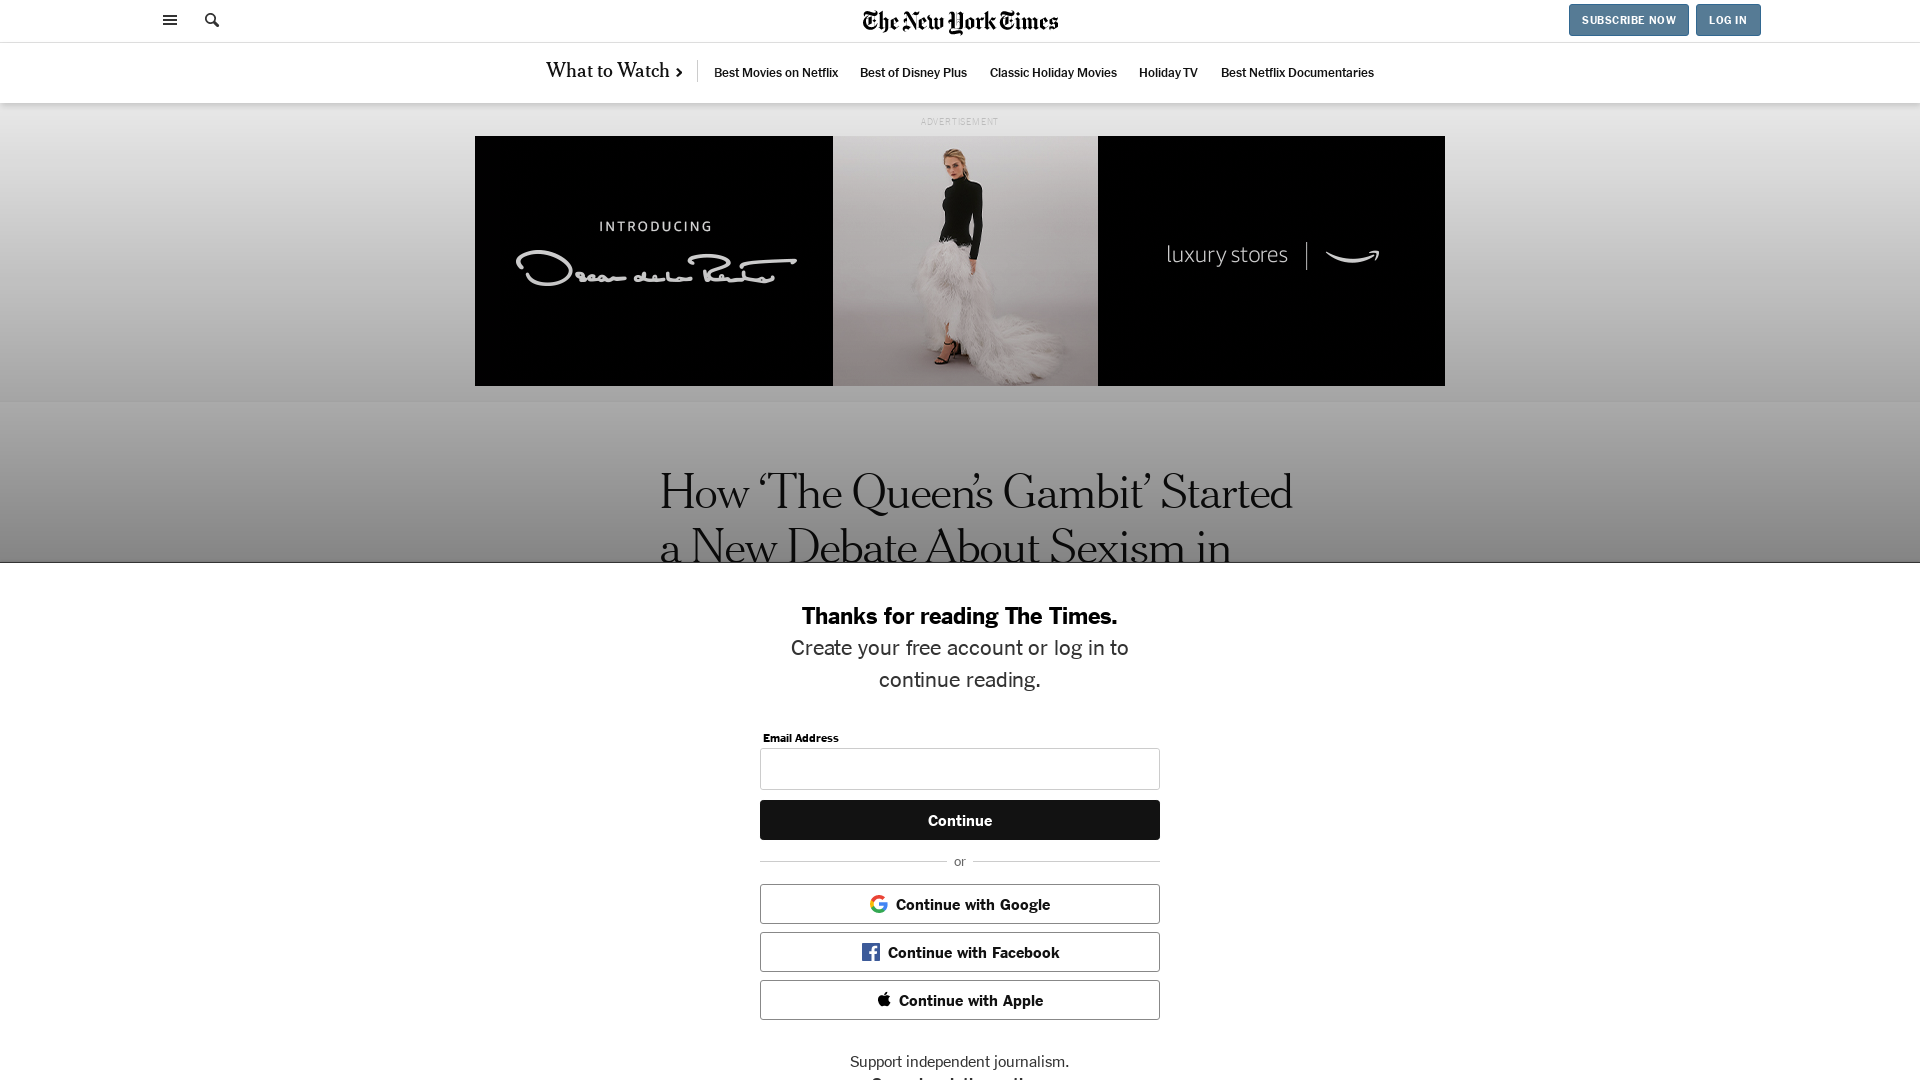 The New York Times
SUBSCRIBE NOW
LOG IN
What to Watch
Best Movies on Netflix
Best of Disney Plus
Classic Holiday Movies
Holiday TV
Best Netflix Documentaries
ADVERTISEMENT
INTRODUCING
Oscar de la Renta
luxury stores
How ‘The Queen’s Gambit’ Started
a New Debate About Sexism in
Thanks for reading The Times.
Create your free account or log in to
continue reading.
Email Address
Continue
or
Continue with Google
Continue with Facebook
Continue with Apple
Support independent journalism.